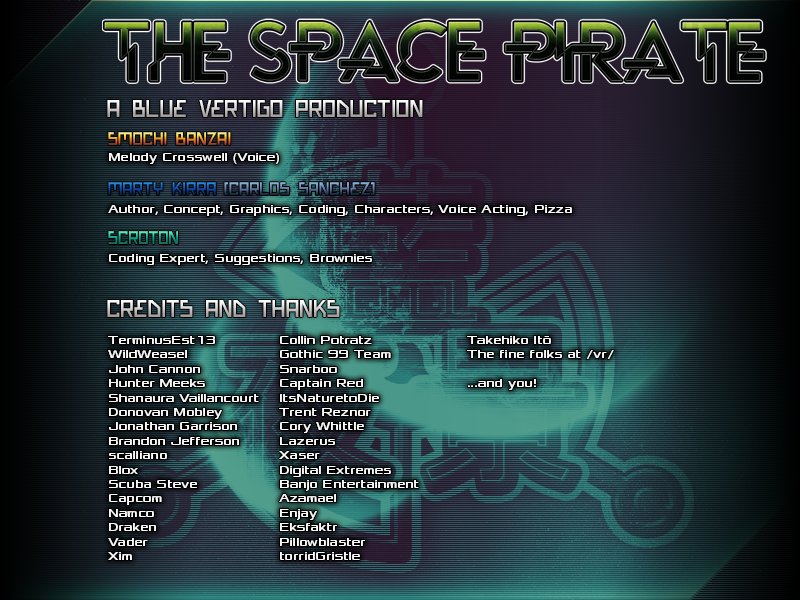 THE SPACE PIRATE
A BLUE VERTIGO PRODUCTION
SMOCHI BANZAI
Melody Crosswell (Voice)
MARTY KIRRA (CARLOS SANCHEZ)
Author, Concept, Graphics, Coding, Characters, Voice Acting, Pizza
SCROTON
Coding Expert, Suggestions, Brownies
CREDITS AND THANKS
TerminusEst13
WildWeasel
John Cannon
Hunter Meeks
Shanaura Vaillancourt
Donovan Mobley
Jonathan Garrison
Brandon Jefferson
scalliano
Blox
Scuba Steve
Capcom
Namco
Draken
Vader
Xim
Collin Potratz
Gothic 99 Team
Snarboo
Captain Red
ItsNaturetoDie
Trent Reznor
Cory Whittle
Lazerus
Xaser
Digital Extremes
Banjo Entertainment
Azamael
Enjay
Eksfaktr
Pillowblaster
torridGristle
Takehiko Itō
The fine folks at /vr/
...and you!